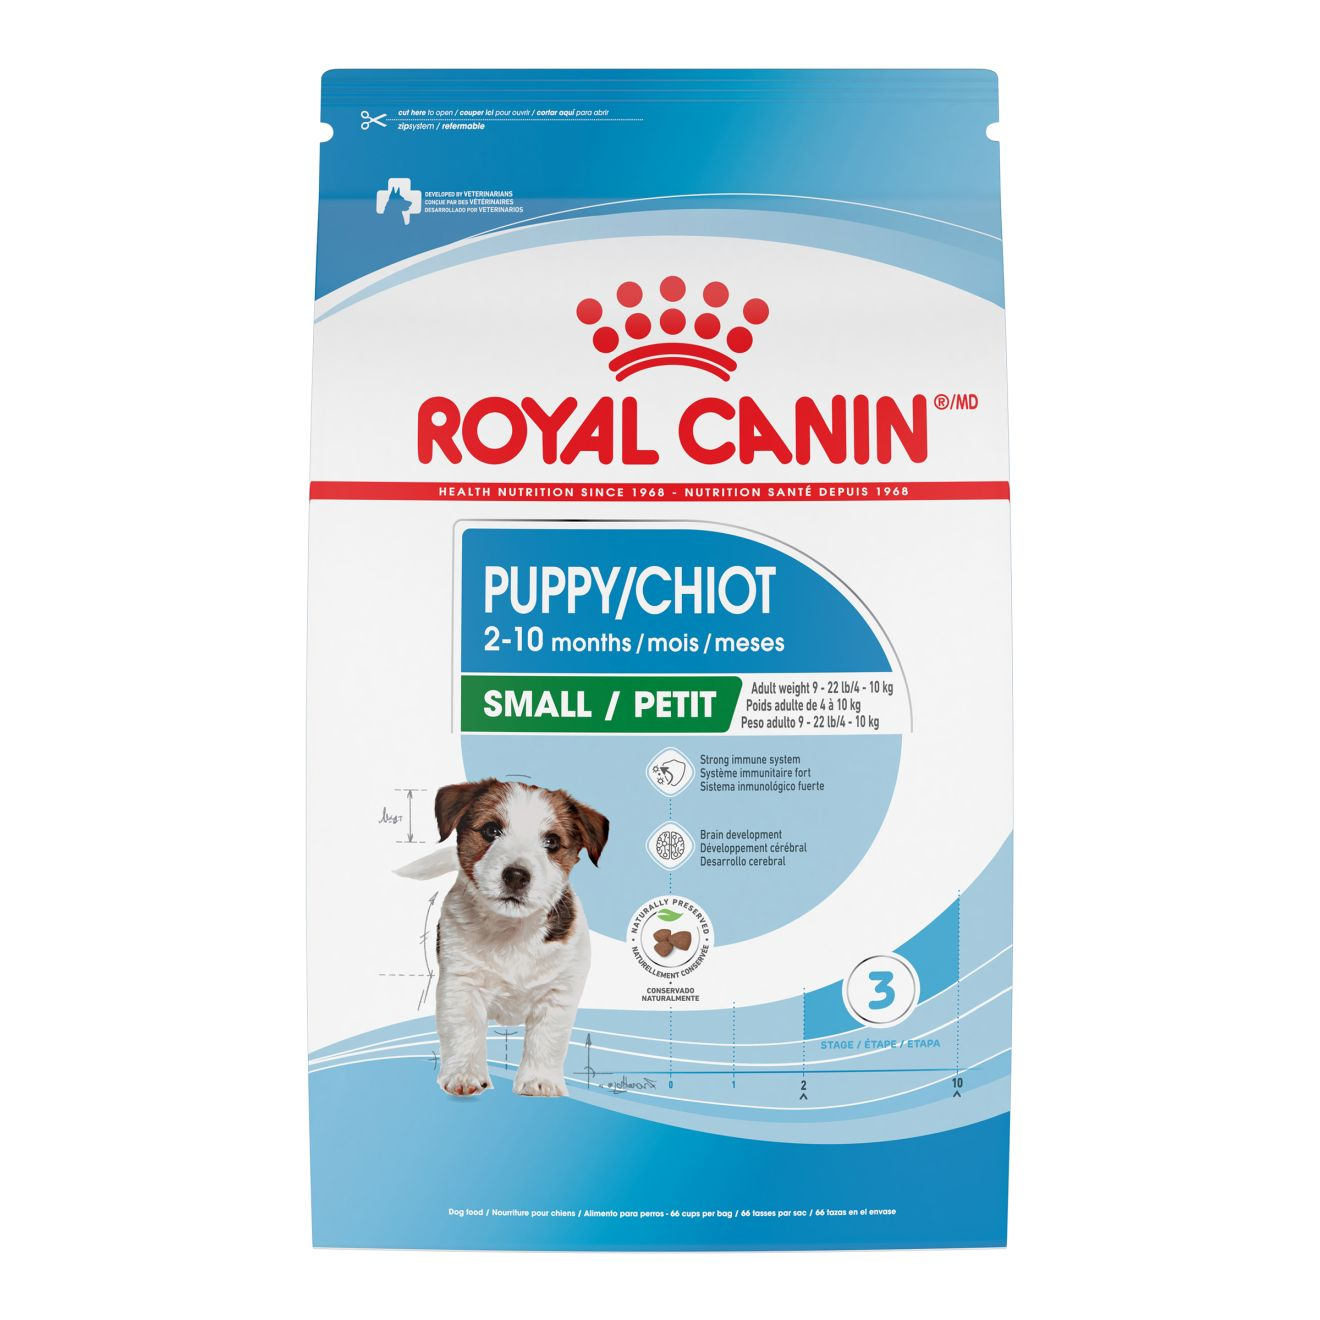 cut here to open / couper ici pour ouvrir / cortar aquí para abrir
zipsystem / refermable
DEVELOPED BY VETERINARIANS
CONÇUE PAR DES VÉTÉRINAIRES
DESARROLLADO POR VETERINARIOS
ROYAL CANIN ®/MD
HEALTH NUTRITION SINCE 1968 - NUTRITION SANTÉ DEPUIS 1968
PUPPY/CHIOT
2-10 months/mois/meses
SMALL / PETIT
Adult weight 9 - 22 lb/4 - 10 kg
Poids adulte de 4 à 10 kg
Peso adulto 9 - 22 lb/4 - 10 kg
Strong immune system
Système immunitaire fort
Sistema inmunológico fuerte
Brain development
Développement cérébral
Desarrollo cerebral
• NATURALLY PRESERVED •
NATURELLEMENT CONSERVÉE
•
CONSERVADO
NATURALMENTE
3
STAGE / ÉTAPE / ETAPA
0 1 2 10
Dog food / Nourriture pour chiens / Alimento para perros - 66 cups per bag / 66 tasses par sac / 66 tazas en el envase